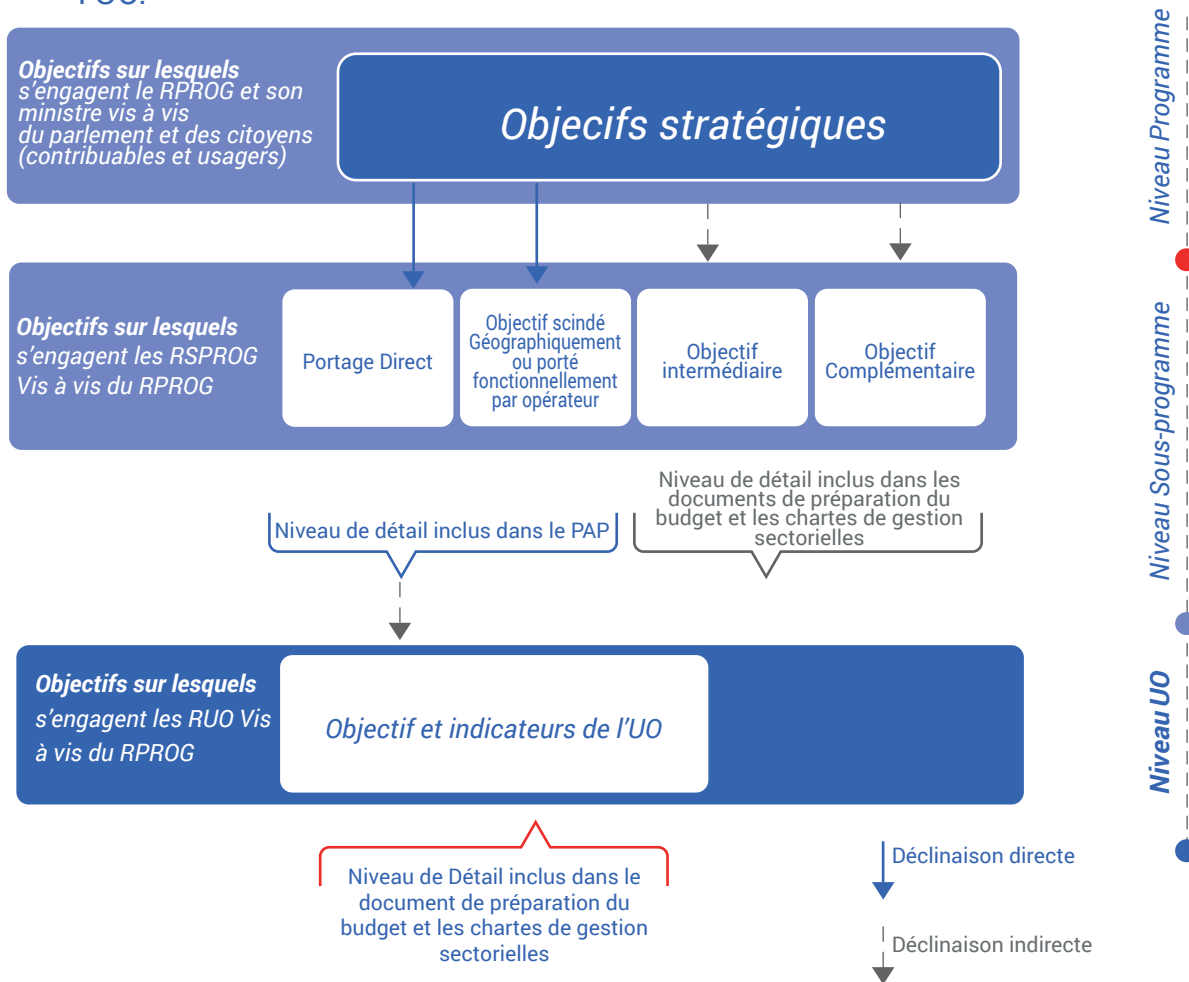 Objectifs sur lesquels
s'engagent le RPROG et son
ministre vis à vis
du parlement et des citoyens
(contribuables et usagers)
Objecifs stratégiques
Niveau Programme
Objectifs sur lesquels
s'engagent les RSPROG
Vis à vis du RPROG
Portage Direct
Objectif scindé
Géographiquement
ou porté
fonctionnellement
par opérateur
Objectif
intermédiaire
Objectif
Complémentaire
Niveau Sous-programme
Niveau de détail inclus dans le PAP
Niveau de détail inclus dans les
documents de préparation du
budget et les chartes de gestion
sectorielles
Objectifs sur lesquels
s'engagent les RUO Vis
à vis du RPROG
Objectif et indicateurs de l'UO
Niveau UO
Niveau de Détail inclus dans le
document de préparation du
budget et les chartes de gestion
sectorielles
Déclinaison directe
Déclinaison indirecte